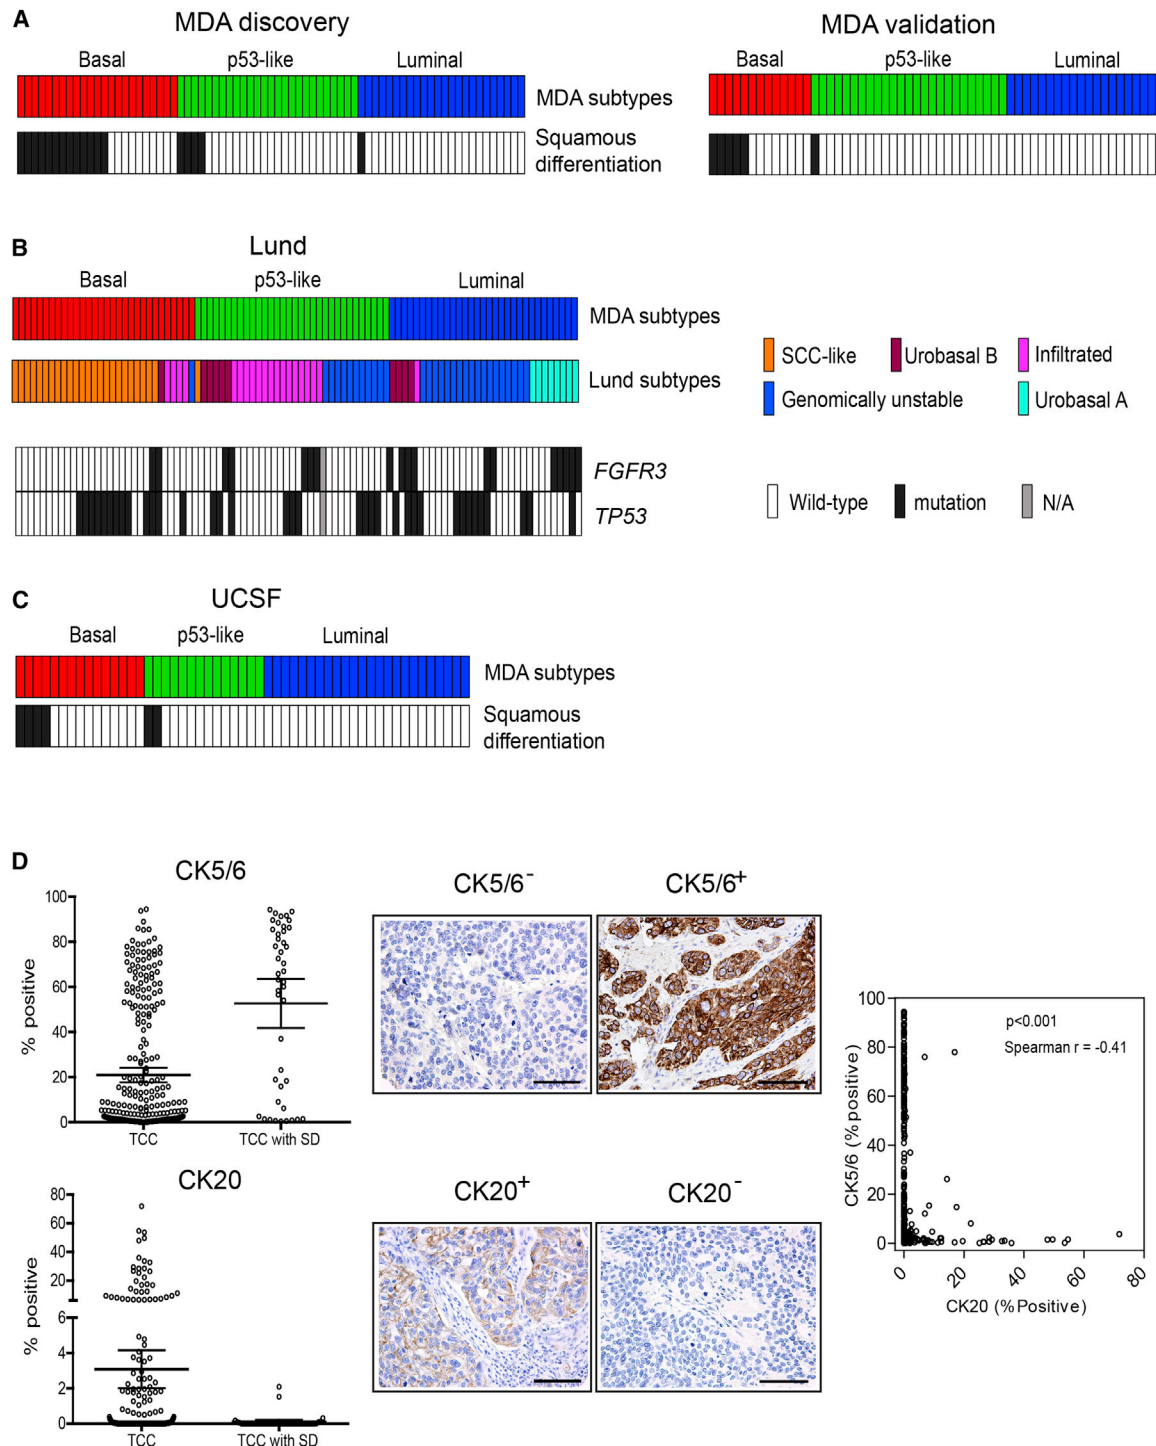 A
MDA discovery
Basal p53-like Luminal
MDA subtypes
Squamous
differentiation
MDA validation
Basal p53-like Luminal
B
Lund
Basal p53-like Luminal
MDA subtypes
Lund subtypes
SCC-like Urobasal B Infiltrated
Genomically unstable Urobasal A
FGFR3
TP53
Wild-type mutation N/A
C
UCSF
Basal p53-like Luminal
MDA subtypes
Squamous
differentiation
D
CK5/6
% positive
100
80
60
40
20
0
TCC TCC with SD
CK5/6-
CK5/6+
CK20
% positive
80
60
40
20
6
4
2
0
TCC TCC with SD
CK20+
CK20-
p<0.001
Spearman r = -0.41
CK5/6 (%positive)
100
80
60
40
20
0
0 20 40 60 80
CK20 (%Positive)